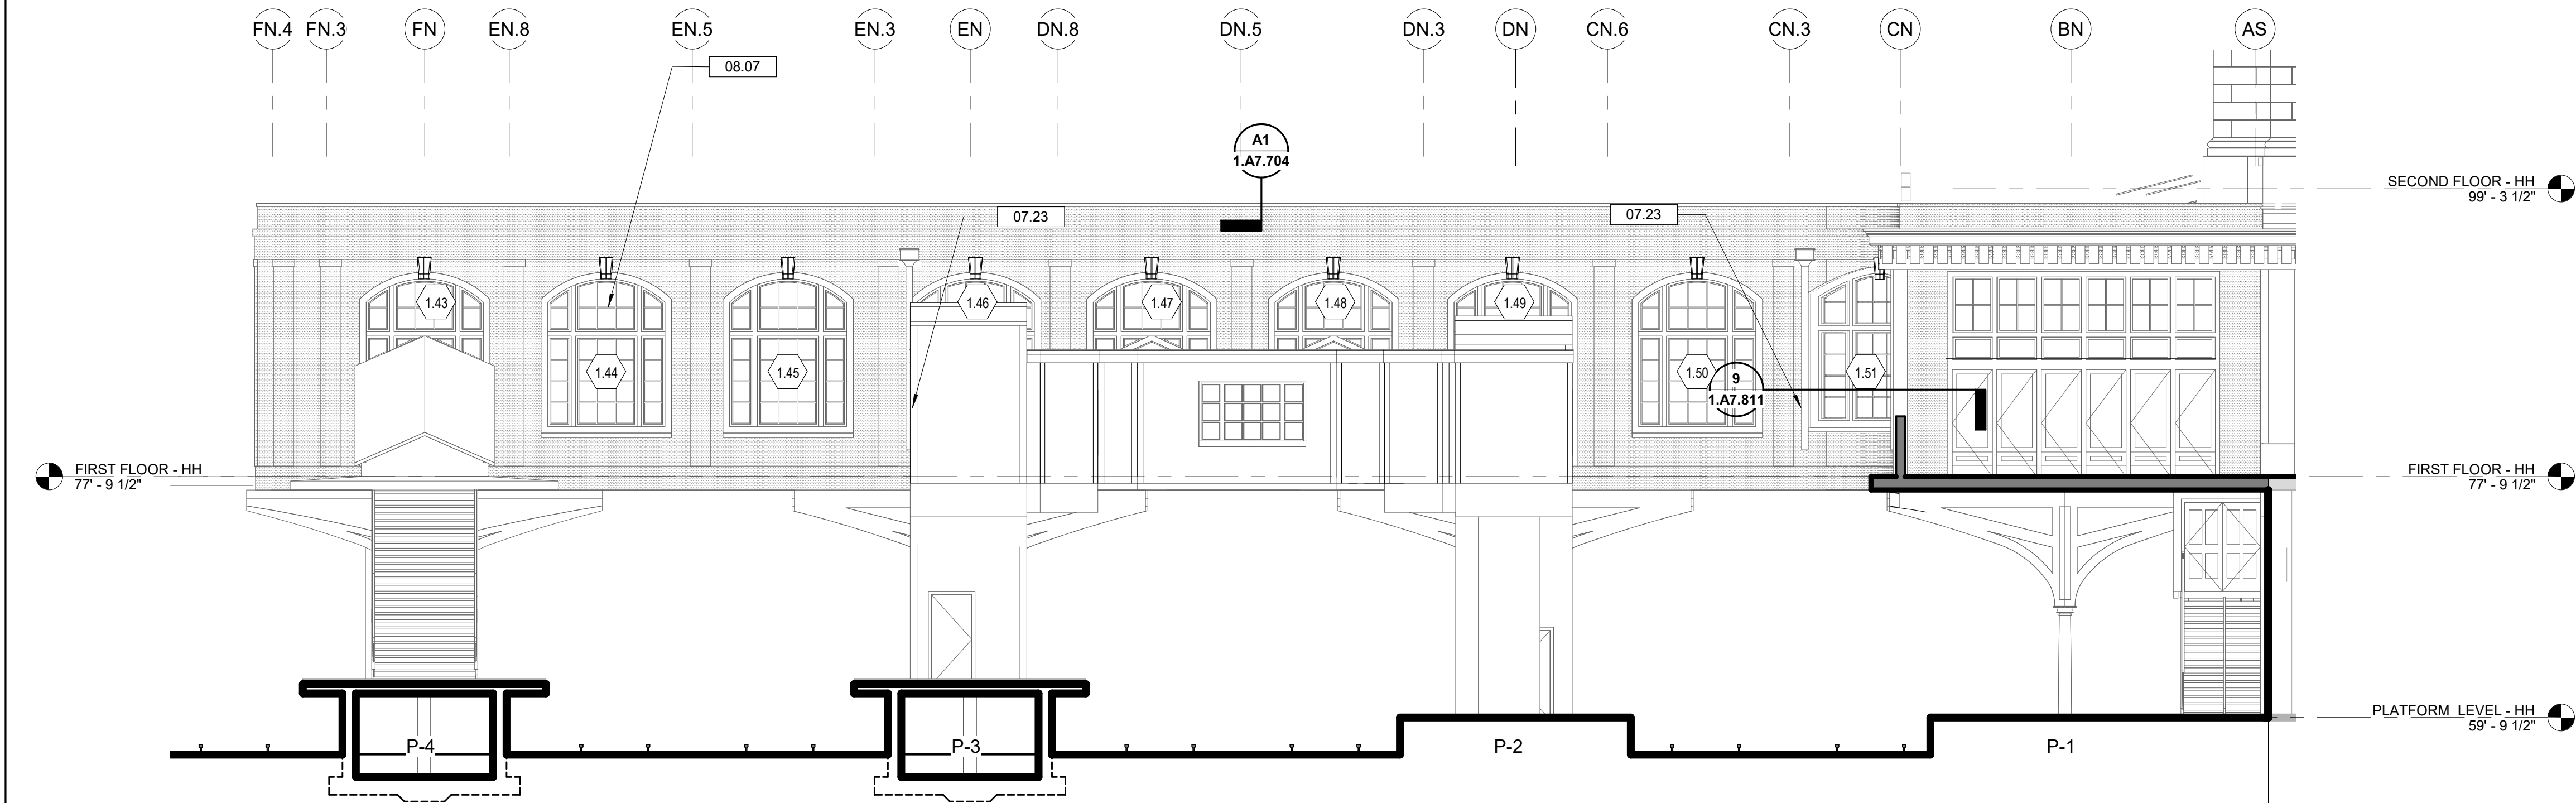 FN.4 FN.3 FN EN.8 EN.5 EN.3 EN DN.8 DN.5 DN.3 DN CN.6 CN.3 CN BN AS
08.07
A1
1.A7.704
SECOND FLOOR - HH
99' - 3 1/2"
07.23
07.23
1.43
1.46
1.47
1.48
1.49
1.44
1.45
1.50
1.51
9
1.A7.811
FIRST FLOOR - HH
77' - 9 1/2"
FIRST FLOOR - HH
77' - 9 1/2"
PLATFORM LEVEL - HH
59' - 9 1/2"
P-4
P-3
P-2
P-1